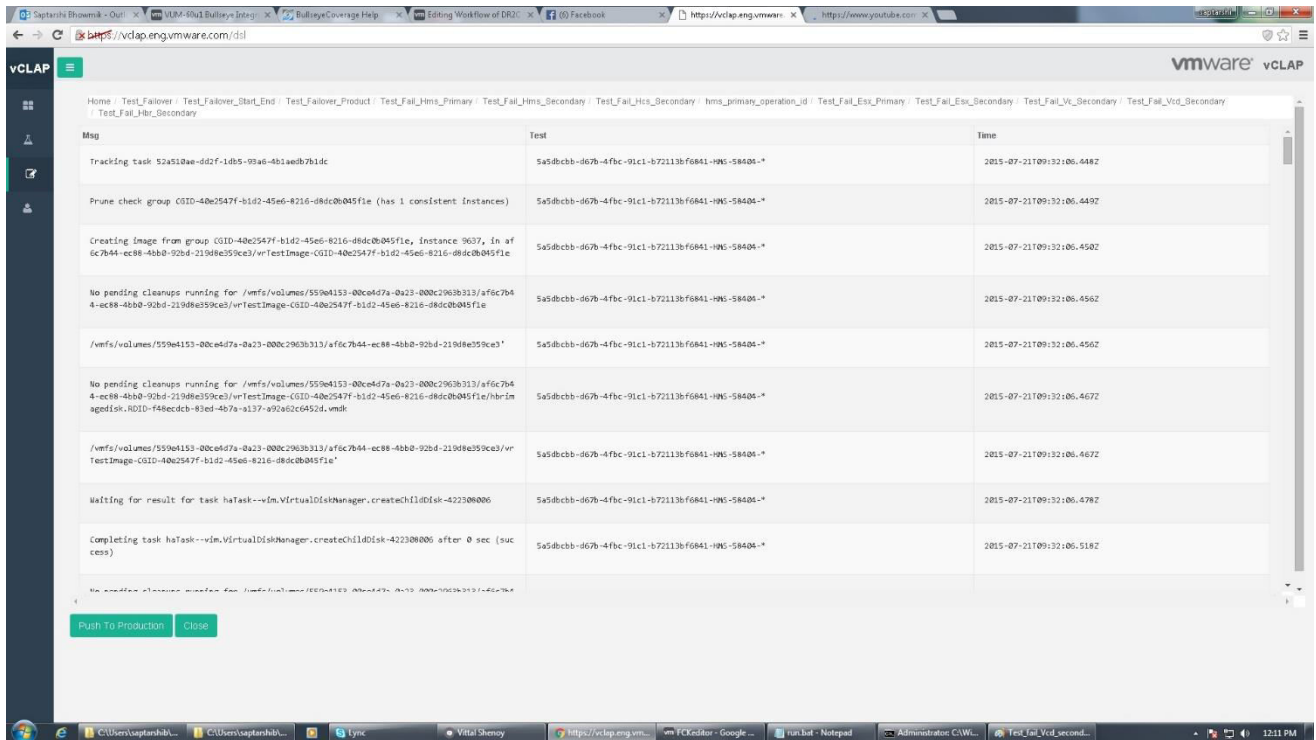 Saptarshi Bhowmik - Outl
VUM-60u1 Bullseye Integr
BullseyeCoverage Help
Editing Workflow of DR2C
(6) Facebook
https://vclap.eng.vmware.
https://www.youtube.com
saptarshi
https://vclap.eng.vmware.com/dsl
vCLAP
vmware vCLAP
Home / Test_Failover / Test_Failover_Start_End / Test_Failover_Product / Test_Fail_Hms_Primary / Test_Fail_Hms_Secondary / Test_Fail_Hcs_Secondary / hms_primary_operation_id / Test_Fail_Esx_Primary / Test_Fail_Esx_Secondary / Test_Fail_Vc_Secondary / Test_Fail_Vcd_Secondary
/ Test_Fail_Hbr_Secondary
Msg Test Time
Tracking task 52a510ae-dd2f-1db5-93a6-4b1aedb7b1dc 5a5dbcbb-d67b-4fbc-91c1-b72113bf6841-HMS-58404-* 2015-07-21T09:32:06.448Z
Prune check group CGID-40e2547f-b1d2-45e6-8216-d8dc0b045f1e (has 1 consistent instances) 5a5dbcbb-d67b-4fbc-91c1-b72113bf6841-HMS-58404-* 2015-07-21T09:32:06.449Z
Creating image from group CGID-40e2547f-b1d2-45e6-8216-d8dc0b045f1e, instance 9637, in af
6c7b44-ec88-4bb0-92bd-219d8e359ce3/vrTestImage-CGID-40e2547f-b1d2-45e6-8216-d8dc0b045f1e
5a5dbcbb-d67b-4fbc-91c1-b72113bf6841-HMS-58404-* 2015-07-21T09:32:06.450Z
No pending cleanups running for /vmfs/volumes/559e4153-00ce4d7a-0a23-000c2963b313/af6c7b4
4-ec88-4bb0-92bd-219d8e359ce3/vrTestImage-CGID-40e2547f-b1d2-45e6-8216-d8dc0b045f1e
5a5dbcbb-d67b-4fbc-91c1-b72113bf6841-HMS-58404-* 2015-07-21T09:32:06.456Z
/vmfs/volumes/559e4153-00ce4d7a-0a23-000c2963b313/af6c7b44-ec88-4bb0-92bd-219d8e359ce3' 5a5dbcbb-d67b-4fbc-91c1-b72113bf6841-HMS-58404-* 2015-07-21T09:32:06.456Z
No pending cleanups running for /vmfs/volumes/559e4153-00ce4d7a-0a23-000c2963b313/af6c7b4
4-ec88-4bb0-92bd-219d8e359ce3/vrTestImage-CGID-40e2547f-b1d2-45e6-8216-d8dc0b045f1e/hbrim
agedisk.RDID-f48ecdcb-83ed-4b7a-a137-a92a62c6452d.vmdk
5a5dbcbb-d67b-4fbc-91c1-b72113bf6841-HMS-58404-* 2015-07-21T09:32:06.467Z
/vmfs/volumes/559e4153-00ce4d7a-0a23-000c2963b313/af6c7b44-ec88-4bb0-92bd-219d8e359ce3/vr
TestImage-CGID-40e2547f-b1d2-45e6-8216-d8dc0b045f1e'
5a5dbcbb-d67b-4fbc-91c1-b72113bf6841-HMS-58404-* 2015-07-21T09:32:06.467Z
Waiting for result for task haTask--vim.VirtualDiskManager.createChildDisk-422308006 5a5dbcbb-d67b-4fbc-91c1-b72113bf6841-HMS-58404-* 2015-07-21T09:32:06.478Z
Completing task haTask--vim.VirtualDiskManager.createChildDisk-422308006 after 0 sec (suc
cess)
5a5dbcbb-d67b-4fbc-91c1-b72113bf6841-HMS-58404-* 2015-07-21T09:32:06.518Z
No pending cleanups running for /vmfs/volumes/559e4153-00ce4d7a-0a23-000c2963b313/af6c7b4
Push To Production Close
C:\Users\saptarshib\... C:\Users\saptarshib\... Lync Vittal Shenoy https://vclap.eng.vm... FCKeditor - Google ... run.bat - Notepad Administrator: C:\Wi... Test_fail_Vcd_second... 12:11 PM